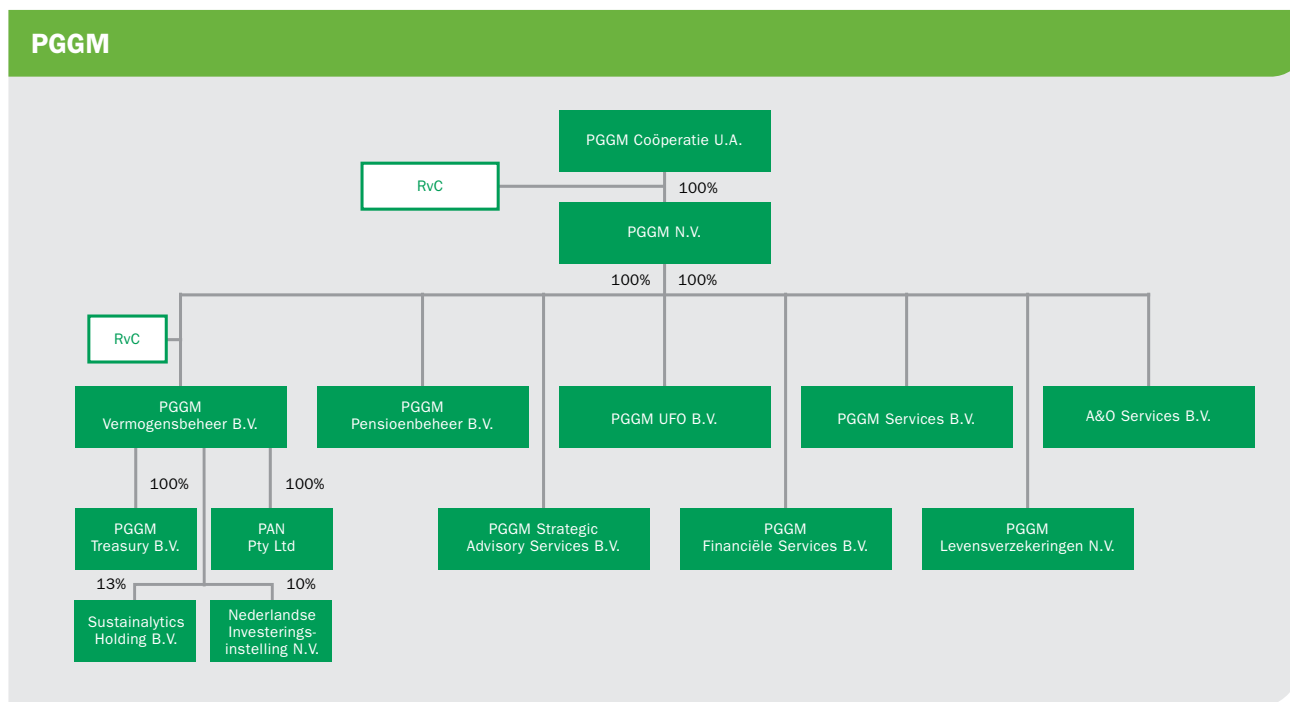 PGGM
PGGM Coöperatie U.A.
RvC
100%
PGGM N.V.
100%
100%
RvC
PGGM
Vermogensbeheer B.V.
PGGM
Pensioenbeheer B.V.
PGGM UFO B.V.
PGGM Services B.V.
A&O Services B.V.
100%
100%
PGGM
Treasury B.V.
PAN
Pty Ltd
PGGM Strategic
Advisory Services B.V.
PGGM
Financiële Services B.V.
PGGM
Levensverzekeringen N.V.
13%
10%
Sustainalytics
Holding B.V.
Nederlandse
Investerings-
instelling N.V.